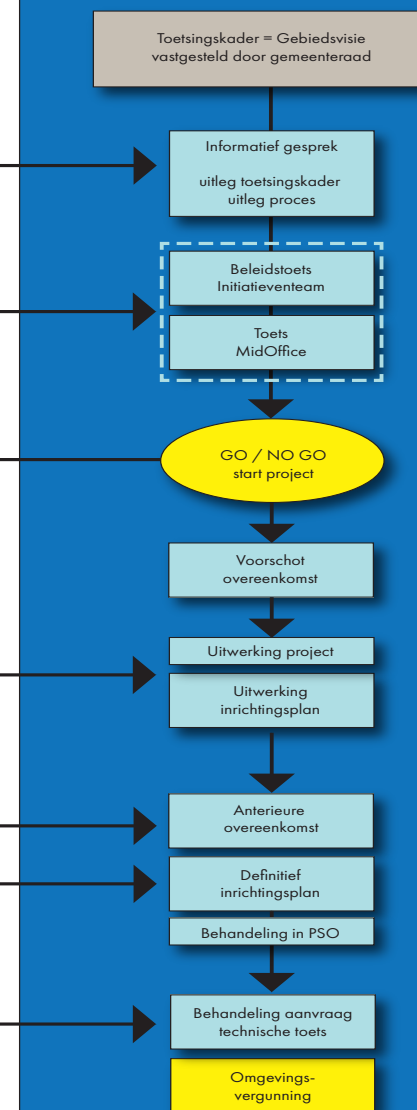 Toetsingskader = Gebiedsvisie
vastgesteld door gemeenteraad
Informatief gesprek
uitleg toetsingskader
uitleg proces
Beleidstoets
Initiatieventeam
Toets
MidOffice
GO / NO GO
start project
Voorschot
overeenkomst
Uitwerking project
Uitwerking
inrichtingsplan
Anterieure
overeenkomst
Definitief
inrichtingsplan
Behandeling in PSO
Behandeling aanvraag
technische toets
Omgevings-
vergunning